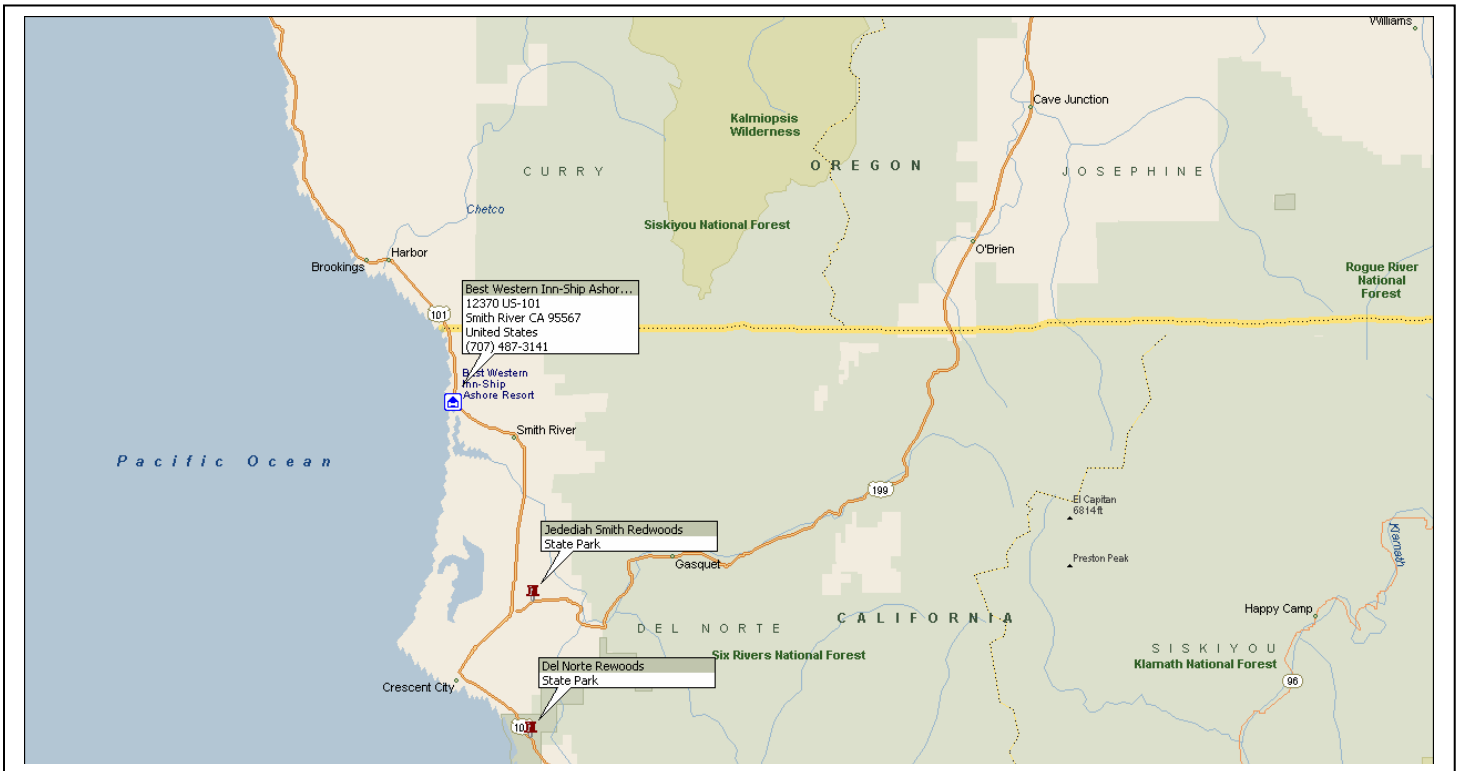 Williams
Cave Junction
Kalmiopsis
Wilderness
OREGON
CURRY
JOSEPHINE
Chetco
Siskiyou National Forest
O'Brien
Harbor
Brookings
Rogue River
National
Forest
Best Western Inn-Ship Ashor...
12370 US-101
Smith River CA 95567
United States
(707) 487-3141
101
Best Western
Inn-Ship
Ashore Resort
Smith River
Pacific Ocean
199
El Capitan
6814ft
Klamath
Jedediah Smith Redwoods
State Park
Gasquet
Preston Peak
Happy Camp
CALIFORNIA
DEL NORTE
SISKIYOU
Six Rivers National Forest
Klamath National Forest
Del Norte Rewoods
State Park
Crescent City
96
101